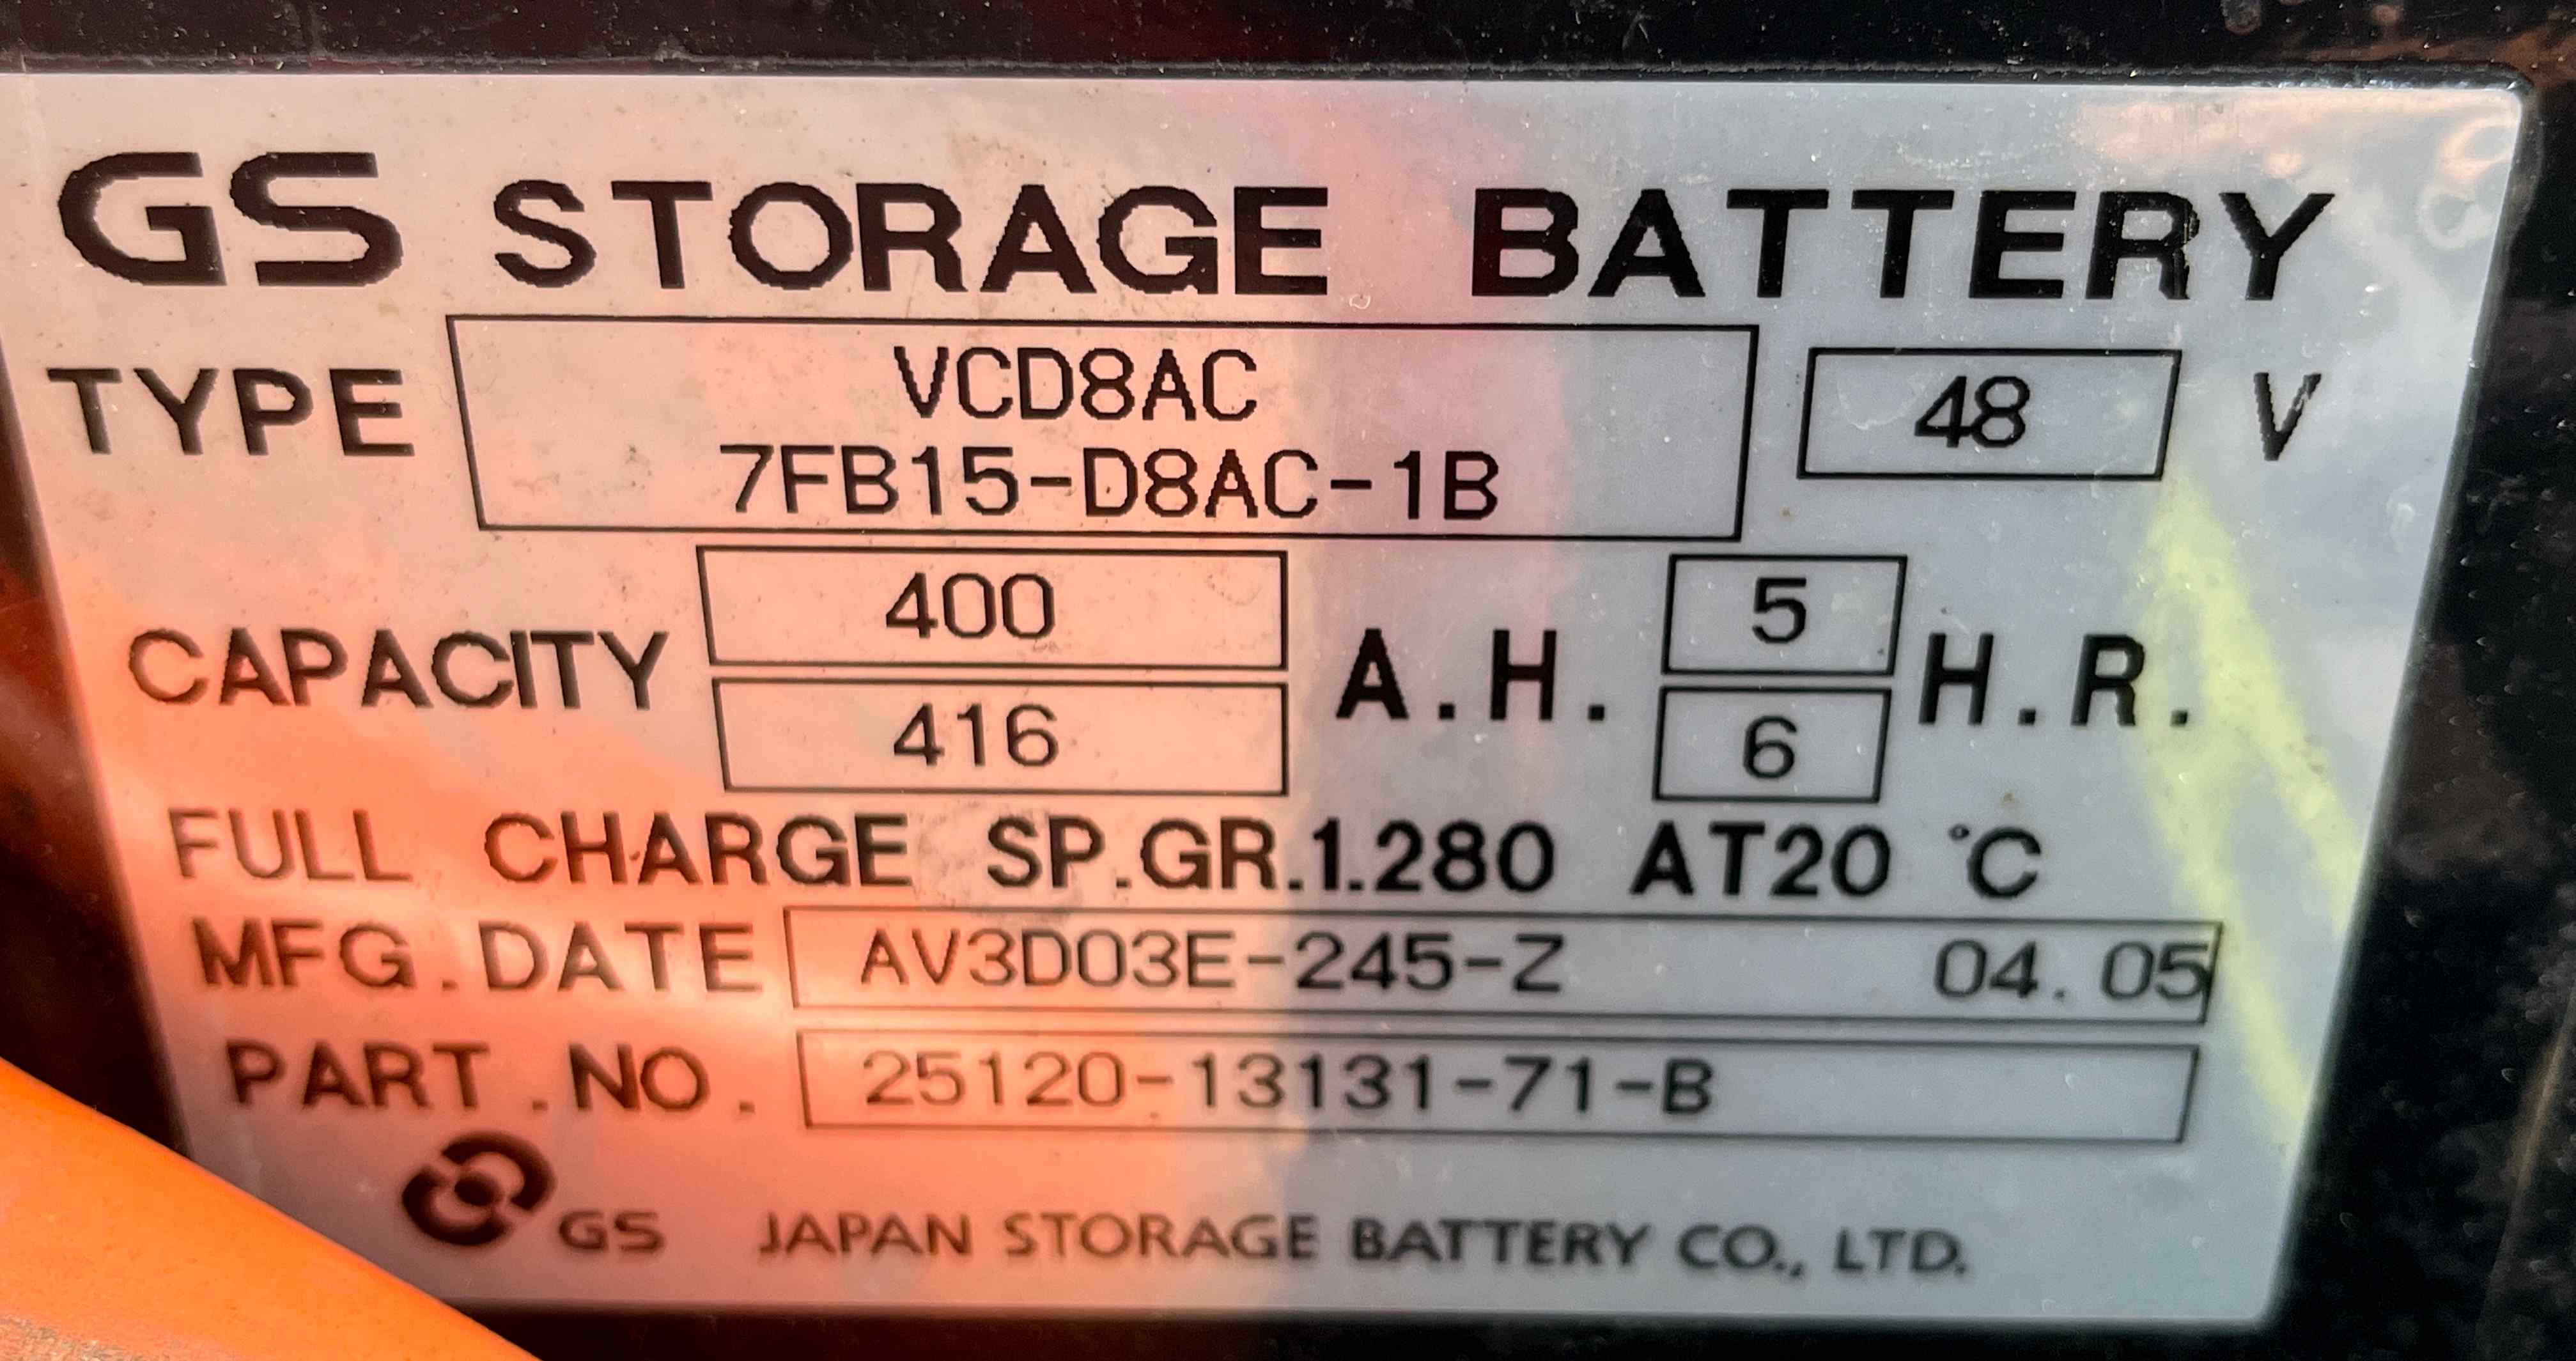 GS STORAGE BATTERY
TYPE VCD8AC 48 V
7FB15-D8AC-1B
CAPACITY 400 A.H. 5 H.R.
416 6
FULL CHARGE SP.GR.1.280 AT20 °C
MFG.DATE AV3D03E-245-Z 04.05
PART.NO. 25120-13131-71-B
GS JAPAN STORAGE BATTERY CO., LTD.